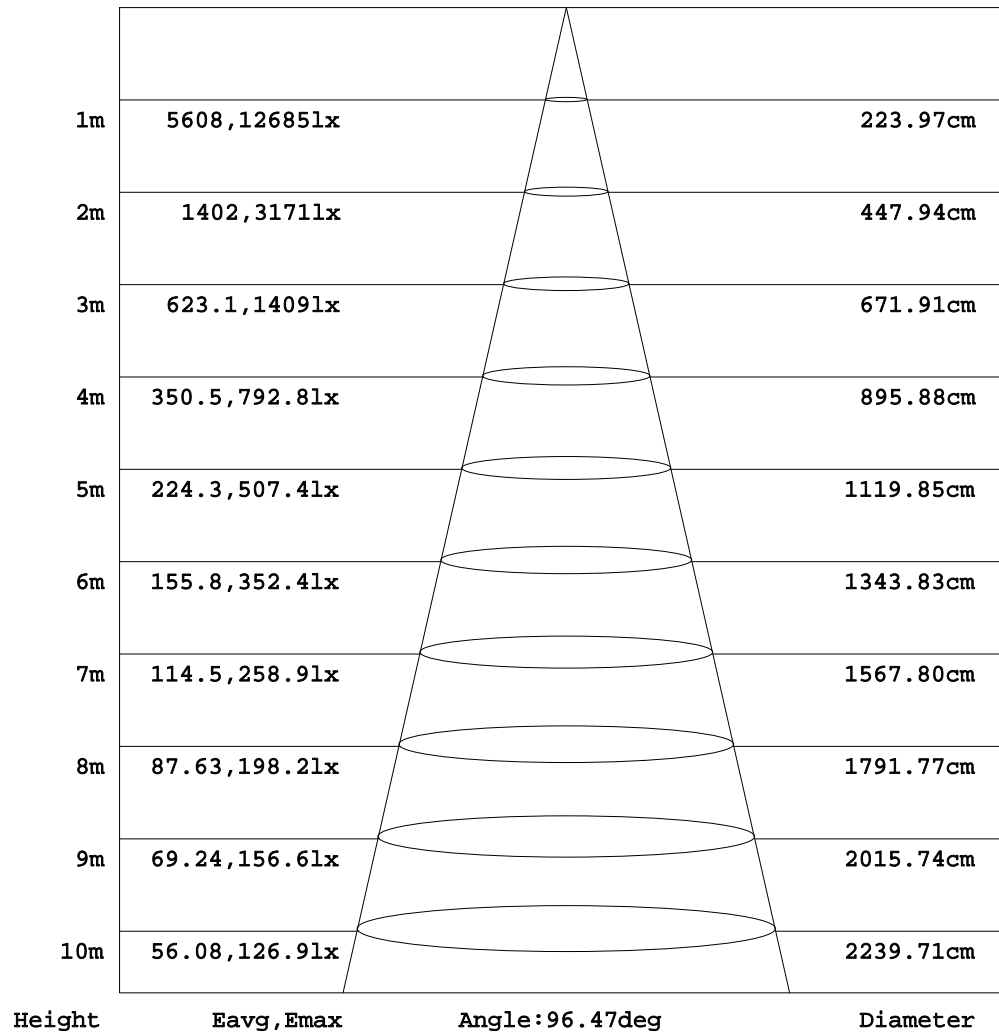 1m 5608,12685lx 223.97cm
2m 1402,3171lx 447.94cm
3m 623.1,1409lx 671.91cm
4m 350.5,792.8lx 895.88cm
5m 224.3,507.4lx 1119.85cm
6m 155.8,352.4lx 1343.83cm
7m 114.5,258.9lx 1567.80cm
8m 87.63,198.2lx 1791.77cm
9m 69.24,156.6lx 2015.74cm
10m 56.08,126.9lx 2239.71cm
Height Eavg,Emax Angle:96.47deg Diameter